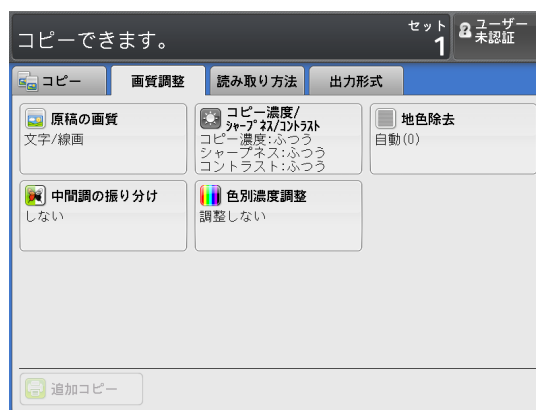 コピーできます。
セット
1
ユーザー
未認証
コピー
画質調整
読み取り方法
出力形式
原稿の画質
文字/線画
コピー濃度/
シャープネス/コントラスト
コピー濃度:ふつう
シャープネス:ふつう
コントラスト:ふつう
地色除去
自動(0)
中間調の振り分け
しない
色別濃度調整
調整しない
追加コピー